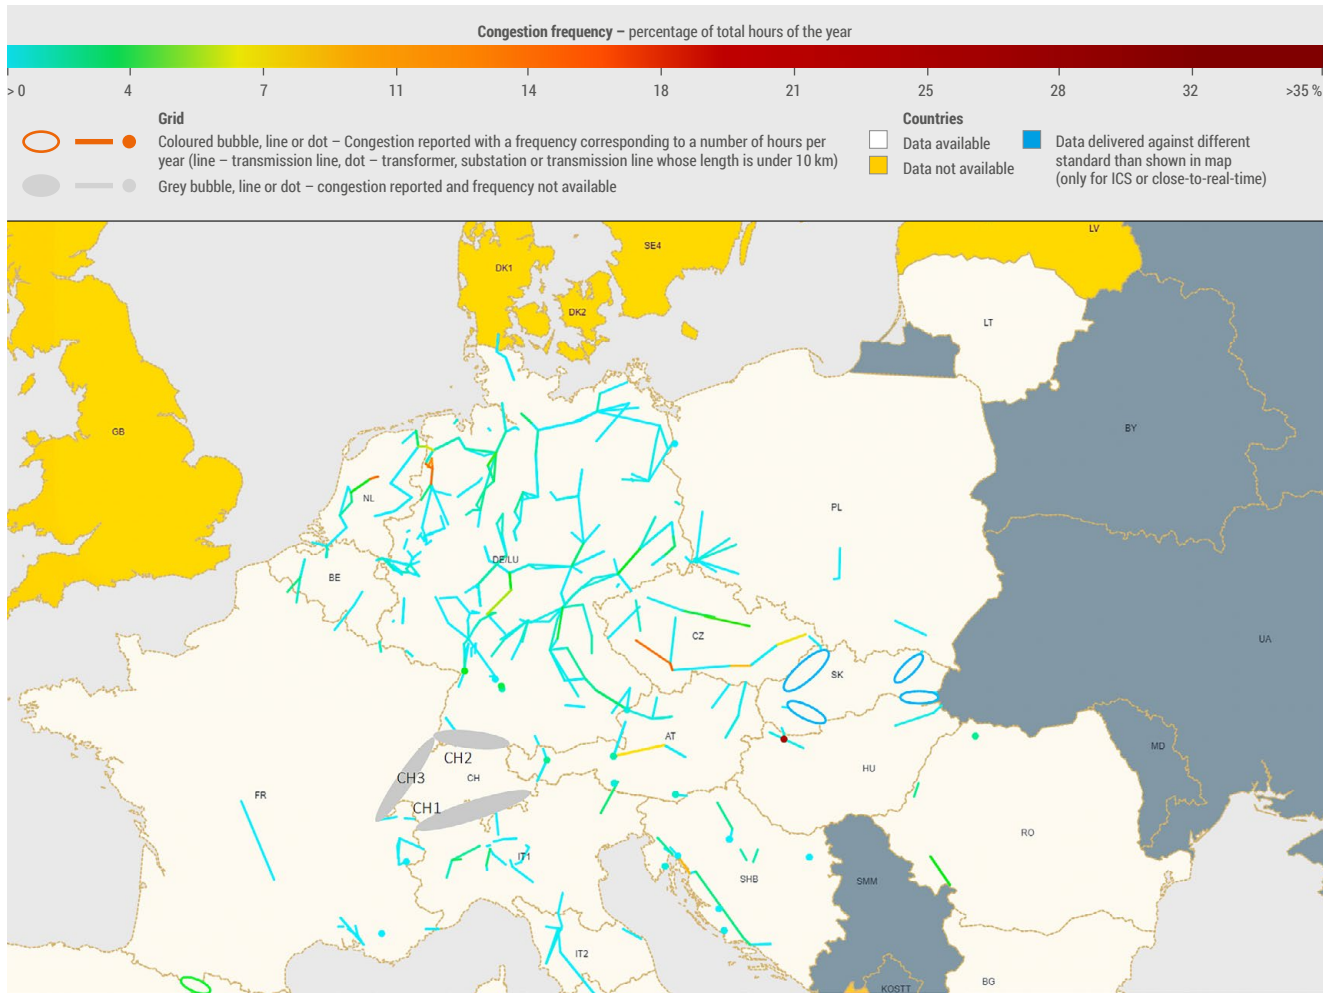 Congestion frequency – percentage of total hours of the year
> 0 4 7 11 14 18 21 25 28 32 >35 %
Grid
Coloured bubble, line or dot – Congestion reported with a frequency corresponding to a number of hours per
year (line – transmission line, dot – transformer, substation or transmission line whose length is under 10 km)
Grey bubble, line or dot – congestion reported and frequency not available
Countries
Data available
Data not available
Data delivered against different
standard than shown in map
(only for ICS or close-to-real-time)
LV
SE4
DK1
DK2
LT
GB
BY
NL
PL
DE/LU
BE
CZ
UA
SK
AT
MD
CH2
HU
CH3
CH
FR
CH1
RO
IT1
SHB
SMM
IT2
BG
KOSTT